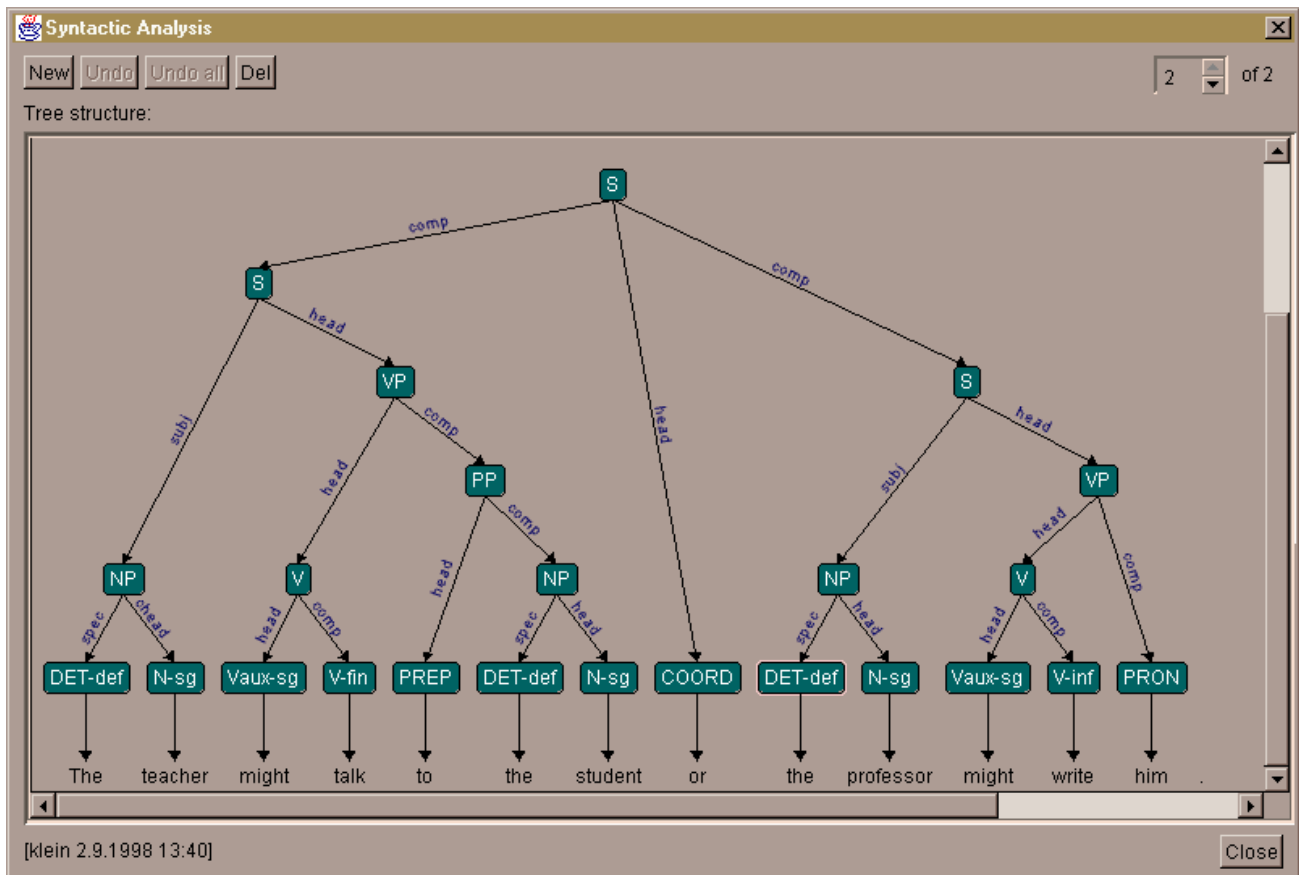 Syntactic Analysis
New Undo Undo all Del 2 of 2
Tree structure:
S
comp
S comp
head
VP S
subj comp head head
head PP subj VP
comp head
NP V head NP NP V comp
spec chead head comp spec head spec head head comp
DET-def N-sg Vaux-sg V-fin PREP DET-def N-sg COORD DET-def N-sg Vaux-sg V-inf PRON
The teacher might talk to the student or the professor might write him .
[klein 2.9.1998 13:40] Close